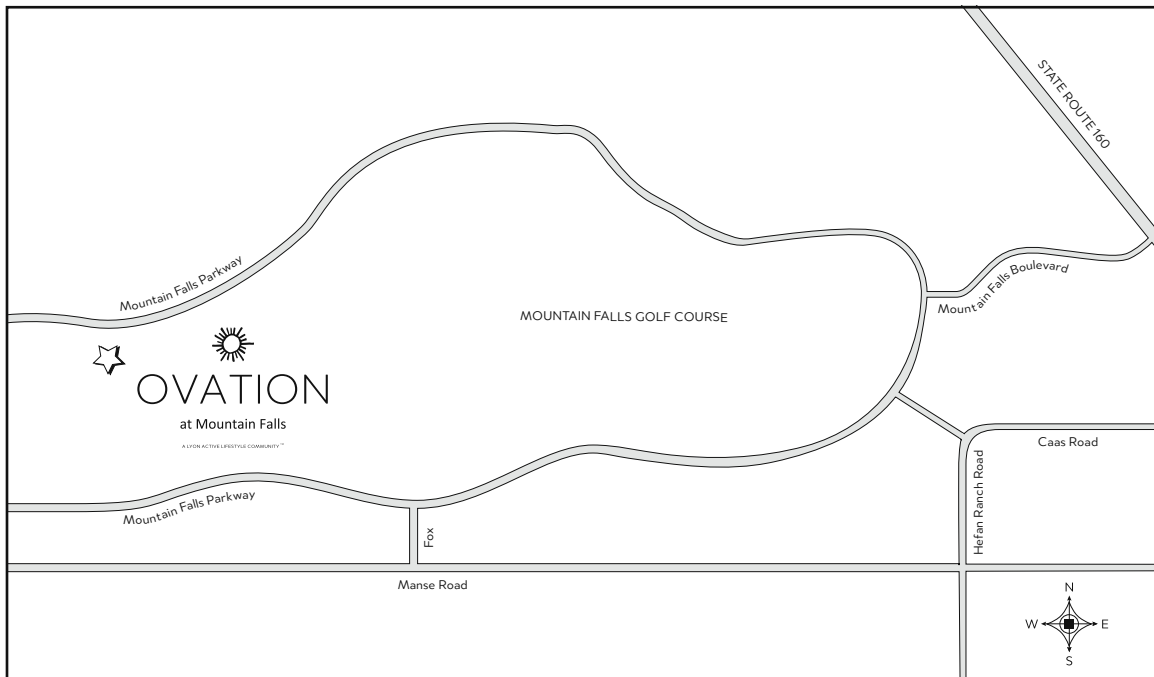 STATE ROUTE 160
Mountain Falls Parkway
Mountain Falls Boulevard
MOUNTAIN FALLS GOLF COURSE
OVATION
at Mountain Falls
A LYON ACTIVE LIFESTYLE COMMUNITY™
Caas Road
Hefan Ranch Road
Mountain Falls Parkway
Fox
Manse Road
N
W E
S